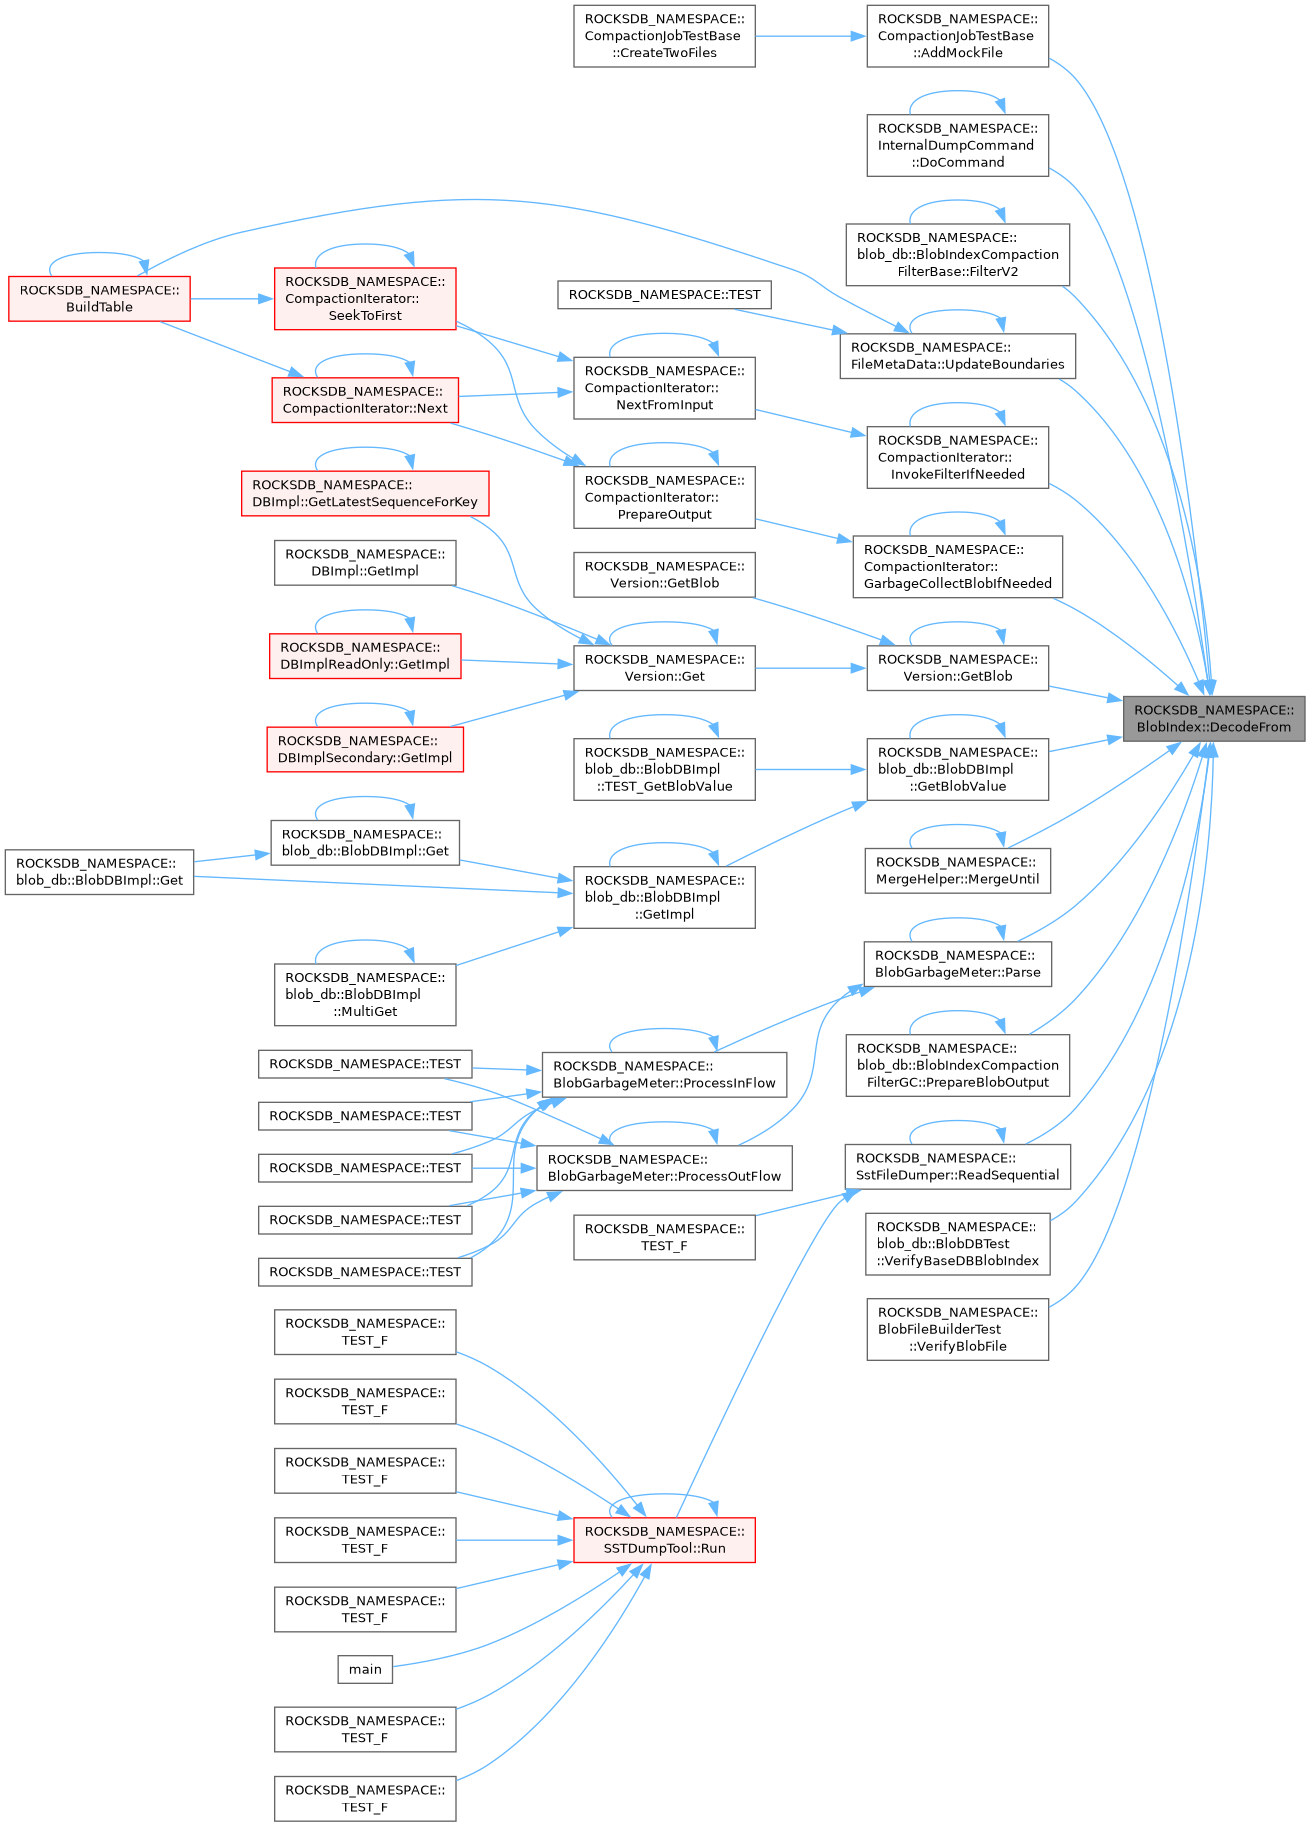 ROCKSDB_NAMESPACE::
CompactionJobTestBase
::CreateTwoFiles
ROCKSDB_NAMESPACE::
CompactionJobTestBase
::AddMockFile
ROCKSDB_NAMESPACE::
InternalDumpCommand
::DoCommand
ROCKSDB_NAMESPACE::
blob_db::BlobIndexCompaction
FilterBase::FilterV2
ROCKSDB_NAMESPACE::
BuildTable
ROCKSDB_NAMESPACE::
CompactionIterator::
SeekToFirst
ROCKSDB_NAMESPACE::TEST
ROCKSDB_NAMESPACE::
FileMetaData::UpdateBoundaries
ROCKSDB_NAMESPACE::
CompactionIterator::Next
ROCKSDB_NAMESPACE::
CompactionIterator::
NextFromInput
ROCKSDB_NAMESPACE::
CompactionIterator::
InvokeFilterIfNeeded
ROCKSDB_NAMESPACE::
DBImpl::GetLatestSequenceForKey
ROCKSDB_NAMESPACE::
CompactionIterator::
PrepareOutput
ROCKSDB_NAMESPACE::
CompactionIterator::
GarbageCollectBlobIfNeeded
ROCKSDB_NAMESPACE::
DBImpl::GetImpl
ROCKSDB_NAMESPACE::
Version::GetBlob
ROCKSDB_NAMESPACE::
DBImplReadOnly::GetImpl
ROCKSDB_NAMESPACE::
Version::Get
ROCKSDB_NAMESPACE::
Version::GetBlob
ROCKSDB_NAMESPACE::
BlobIndex::DecodeFrom
ROCKSDB_NAMESPACE::
DBImplSecondary::GetImpl
ROCKSDB_NAMESPACE::
blob_db::BlobDBImpl
::TEST_GetBlobValue
ROCKSDB_NAMESPACE::
blob_db::BlobDBImpl
::GetBlobValue
ROCKSDB_NAMESPACE::
blob_db::BlobDBImpl::Get
ROCKSDB_NAMESPACE::
blob_db::BlobDBImpl::Get
ROCKSDB_NAMESPACE::
blob_db::BlobDBImpl
::GetImpl
ROCKSDB_NAMESPACE::
MergeHelper::MergeUntil
ROCKSDB_NAMESPACE::
blob_db::BlobDBImpl
::MultiGet
ROCKSDB_NAMESPACE::
BlobGarbageMeter::Parse
ROCKSDB_NAMESPACE::TEST
ROCKSDB_NAMESPACE::
BlobGarbageMeter::ProcessInFlow
ROCKSDB_NAMESPACE::
blob_db::BlobIndexCompaction
FilterGC::PrepareBlobOutput
ROCKSDB_NAMESPACE::TEST
ROCKSDB_NAMESPACE::TEST
ROCKSDB_NAMESPACE::
BlobGarbageMeter::ProcessOutFlow
ROCKSDB_NAMESPACE::
SstFileDumper::ReadSequential
ROCKSDB_NAMESPACE::TEST
ROCKSDB_NAMESPACE::
TEST_F
ROCKSDB_NAMESPACE::
blob_db::BlobDBTest
::VerifyBaseDBBlobIndex
ROCKSDB_NAMESPACE::TEST
ROCKSDB_NAMESPACE::
TEST_F
ROCKSDB_NAMESPACE::
BlobFileBuilderTest
::VerifyBlobFile
ROCKSDB_NAMESPACE::
TEST_F
ROCKSDB_NAMESPACE::
TEST_F
ROCKSDB_NAMESPACE::
TEST_F
ROCKSDB_NAMESPACE::
SSTDumpTool::Run
ROCKSDB_NAMESPACE::
TEST_F
main
ROCKSDB_NAMESPACE::
TEST_F
ROCKSDB_NAMESPACE::
TEST_F